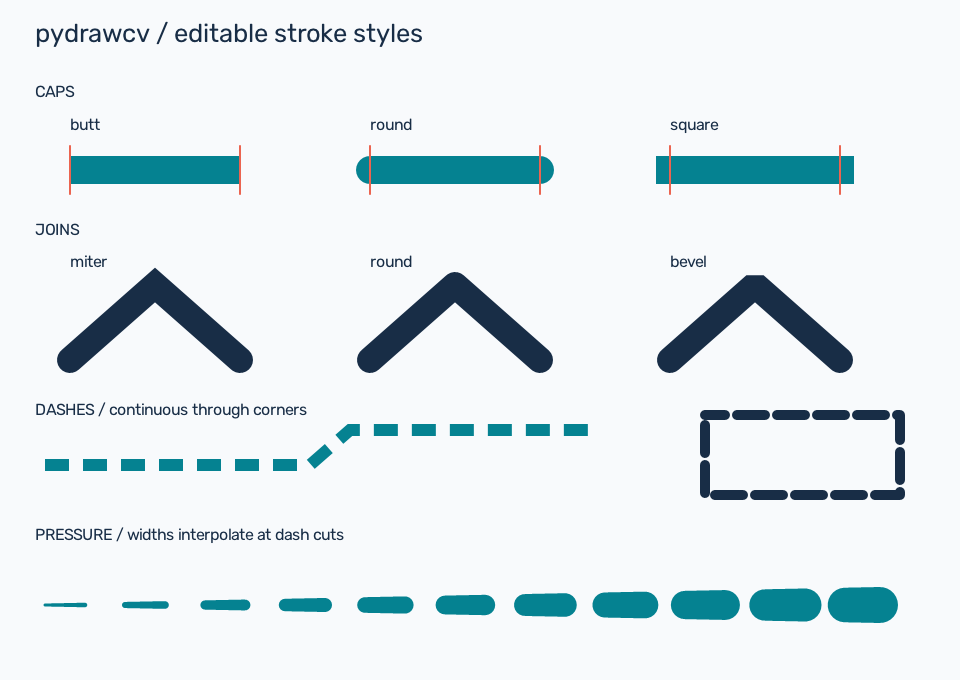 pydrawcv / editable stroke styles
CAPS
butt
round
square
JOINS
miter
round
bevel
DASHES / continuous through corners
PRESSURE / widths interpolate at dash cuts